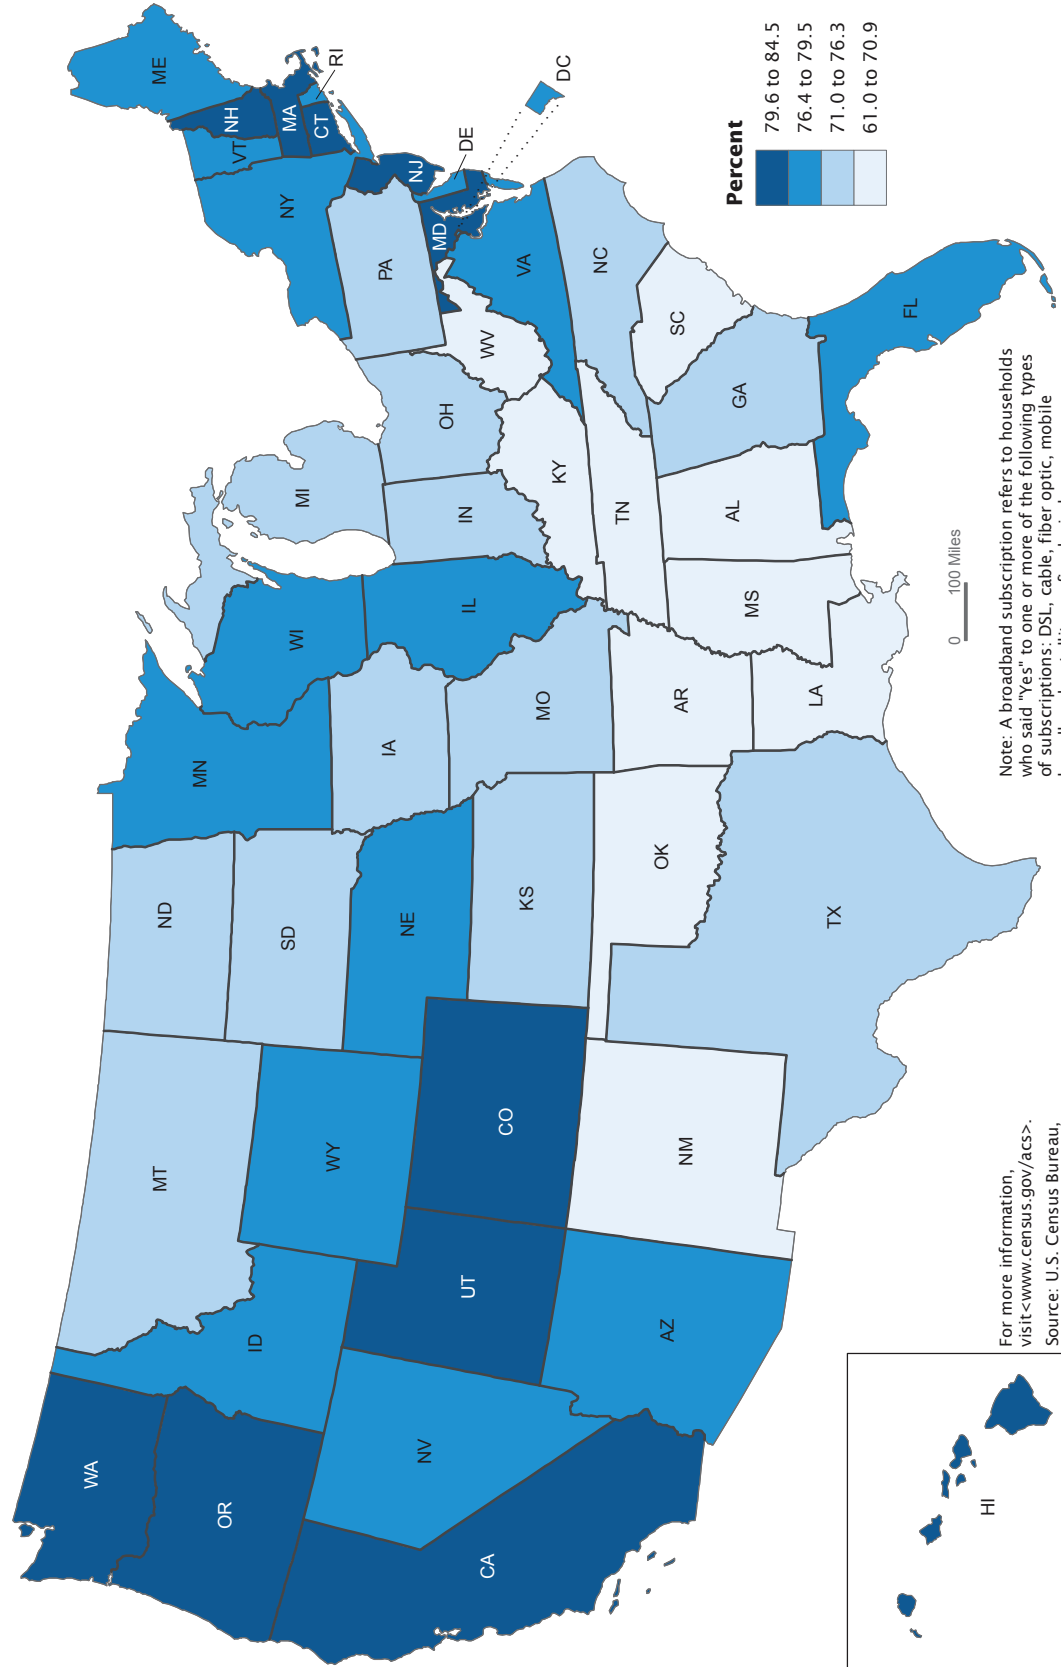 WA
OR
CA
NV
ID
MT
WY
UT
AZ
CO
NM
ND
SD
NE
KS
OK
TX
MN
IA
MO
AR
LA
WI
IL
MI
IN
OH
KY
TN
MS
AL
GA
FL
SC
NC
VA
WV
PA
NY
VT
NH
ME
MA
RI
CT
NJ
DE
MD
DC
HI
Percent
79.6 to 84.5
76.4 to 79.5
71.0 to 76.3
61.0 to 70.9
0 100 Miles
Note: A broadband subscription refers to households
who said "Yes" to one or more of the following types
of subscriptions: DSL, cable, fiber optic, mobile
For more information,
visit<www.census.gov/acs>.
Source: U.S. Census Bureau,